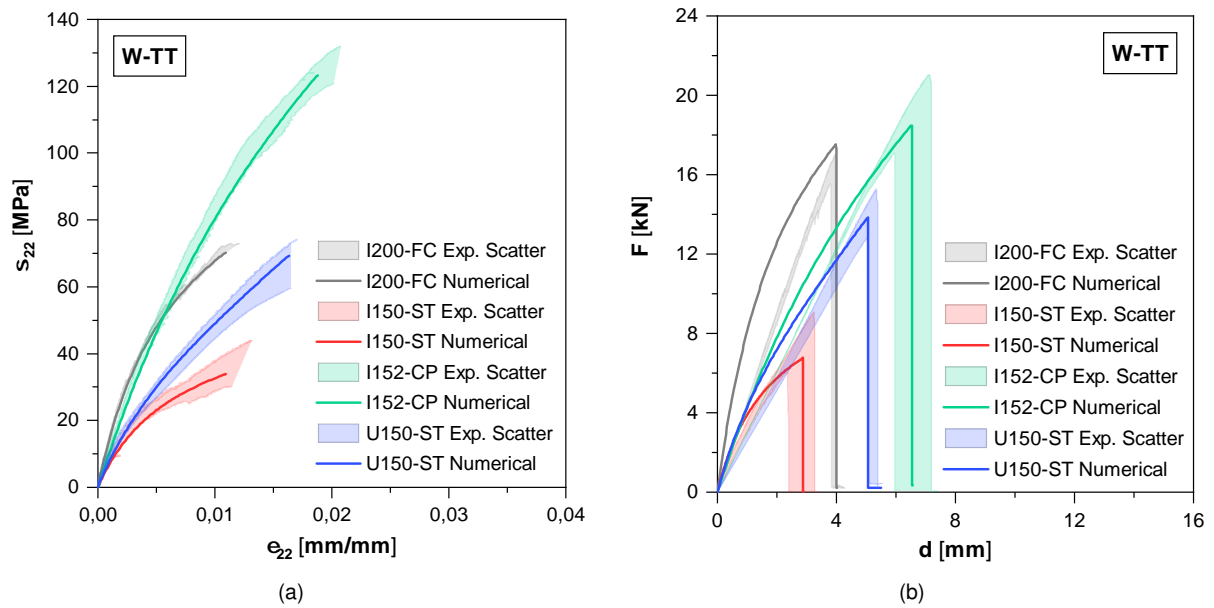 140
120
100
80
60
40
20
0
s22 [MPa]
W-TT
I200-FC Exp. Scatter
I200-FC Numerical
I150-ST Exp. Scatter
I150-ST Numerical
I152-CP Exp. Scatter
I152-CP Numerical
U150-ST Exp. Scatter
U150-ST Numerical
0,00 0,01 0,02 0,03 0,04
e22 [mm/mm]
(a)
24
20
16
12
8
4
0
F [kN]
W-TT
I200-FC Exp. Scatter
I200-FC Numerical
I150-ST Exp. Scatter
I150-ST Numerical
I152-CP Exp. Scatter
I152-CP Numerical
U150-ST Exp. Scatter
U150-ST Numerical
0 4 8 12 16
d [mm]
(b)